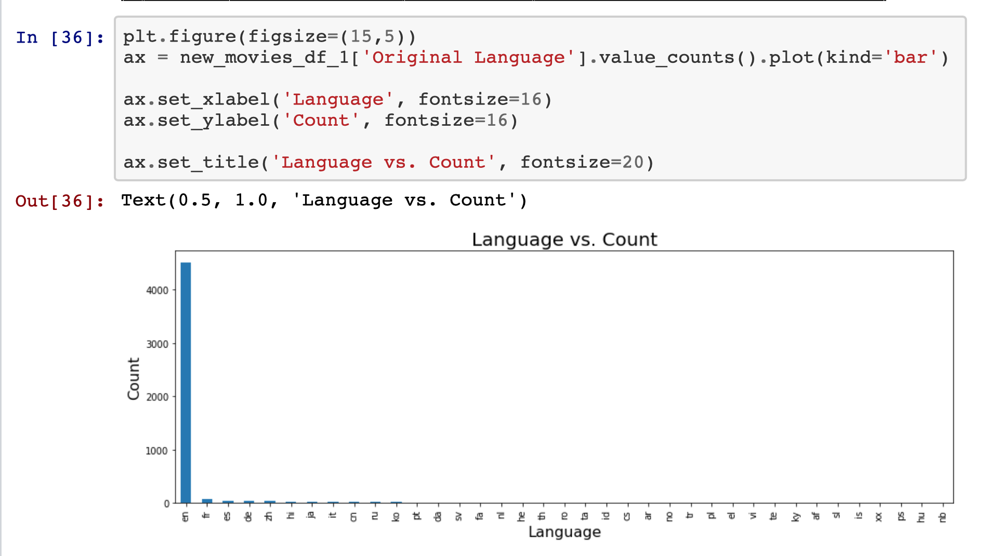 In [36]:
plt.figure(figsize=(15,5))
ax = new_movies_df_1['Original Language'].value_counts().plot(kind='bar')
ax.set_xlabel('Language', fontsize=16)
ax.set_ylabel('Count', fontsize=16)
ax.set_title('Language vs. Count', fontsize=20)
Out[36]:
Text(0.5, 1.0, 'Language vs. Count')
Language vs. Count
4000
3000
2000
1000
0
Count
en fr es de zh hi ja it cn ru ko pt da sv fa nl he th ro ta id cs ar no tr pl el vi te ky af sl is xx ps hu nb
Language